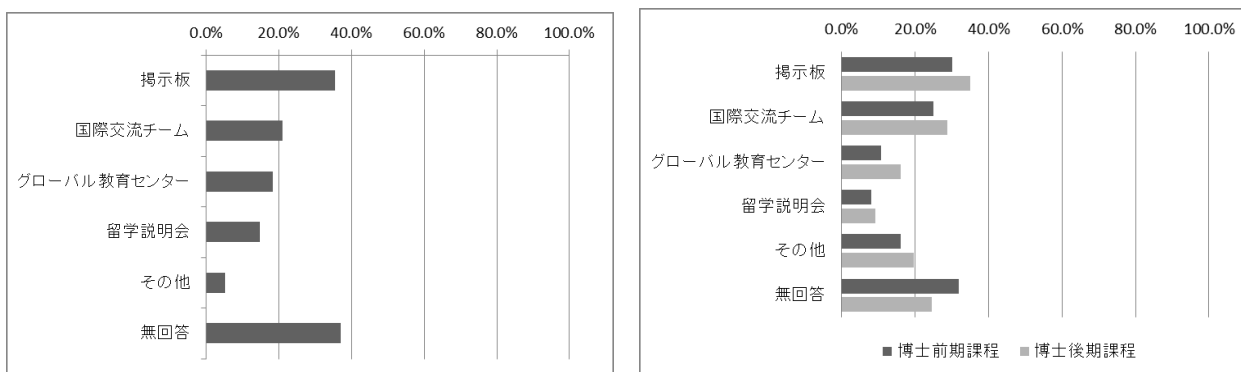 0.0% 20.0% 40.0% 60.0% 80.0% 100.0%
掲示板
国際交流チーム
グローバル教育センター
留学説明会
その他
無回答
0.0% 20.0% 40.0% 60.0% 80.0% 100.0%
掲示板
国際交流チーム
グローバル教育センター
留学説明会
その他
無回答
博士前期課程 博士後期課程